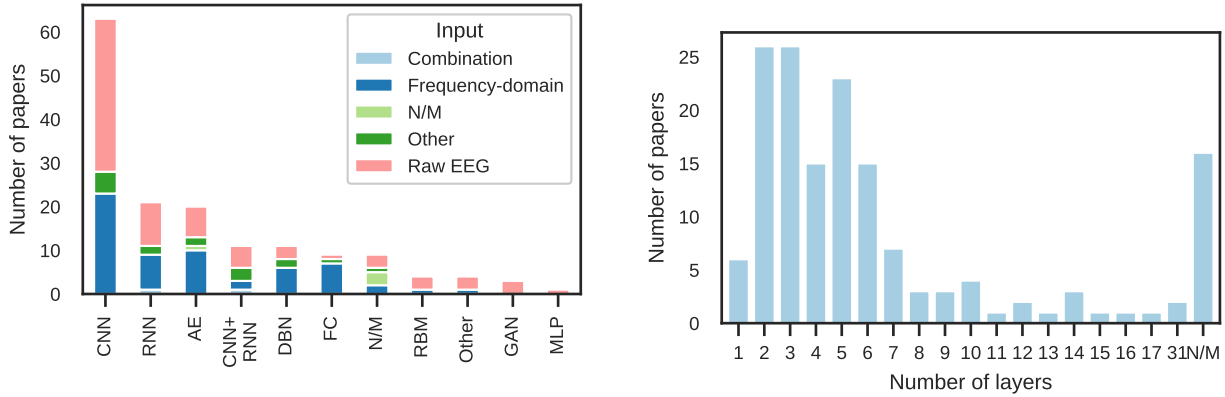 Number of papers
60
50
40
30
20
10
0
Input
Combination
Frequency-domain
N/M
Other
Raw EEG
CNN
RNN
AE
CNN+
RNN
DBN
FC
N/M
RBM
Other
GAN
MLP
Number of papers
25
20
15
10
5
0
1 2 3 4 5 6 7 8 9 10 11 12 13 14 15 16 17 31 N/M
Number of layers